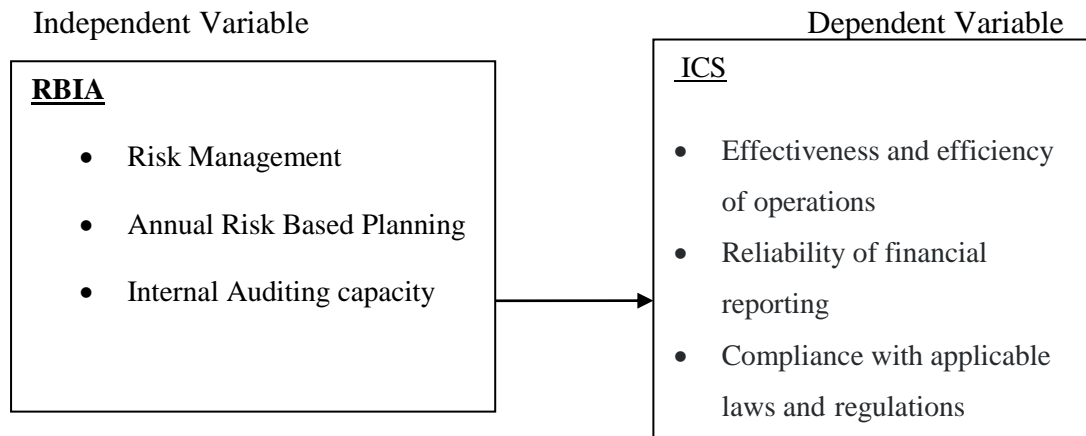 Independent Variable
Dependent Variable
RBIA
• Risk Management
• Annual Risk Based Planning
• Internal Auditing capacity
ICS
• Effectiveness and efficiency
of operations
• Reliability of financial
reporting
• Compliance with applicable
laws and regulations